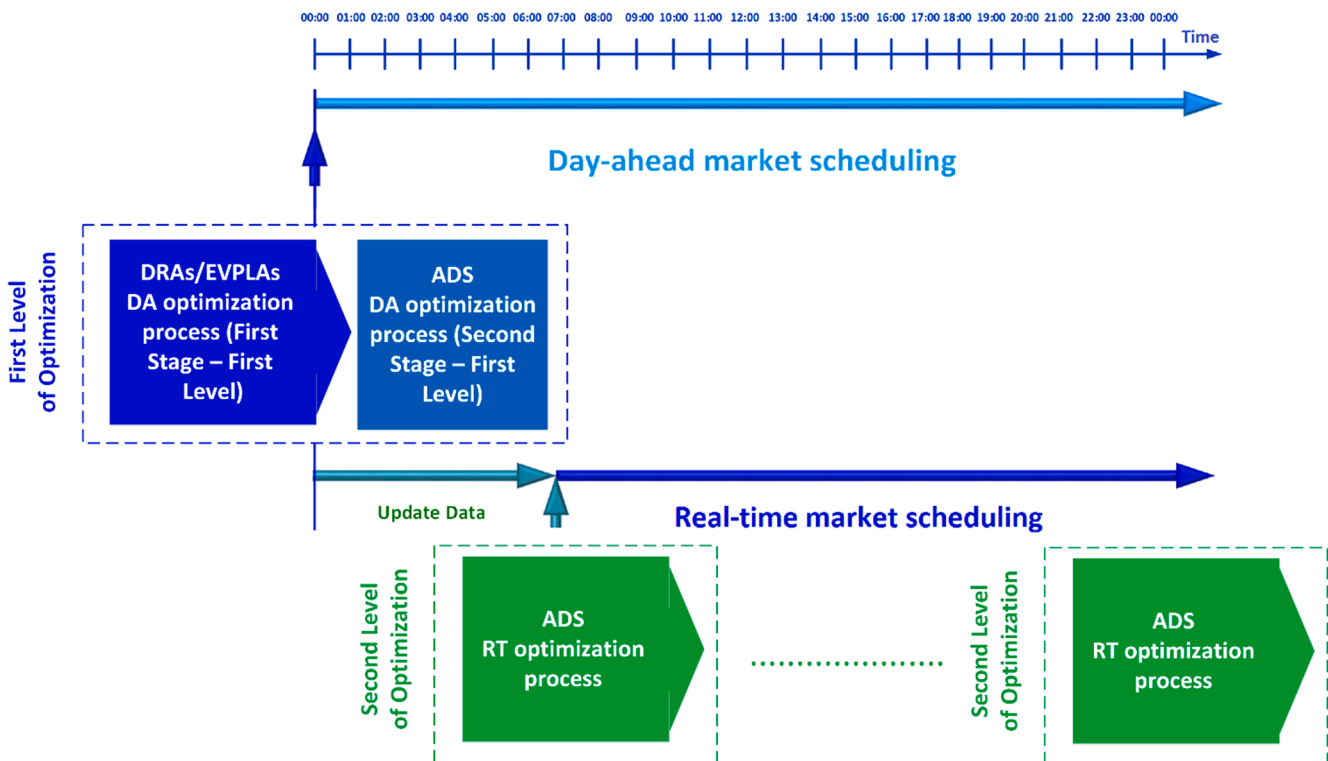 00:00 01:00 02:00 03:00 04:00 05:00 06:00 07:00 08:00 09:00 10:00 11:00 12:00 13:00 14:00 15:00 16:00 17:00 18:00 19:00 20:00 21:00 22:00 23:00 00:00
Time
Day-ahead market scheduling
First Level
of Optimization
DRAs/EVPLAs
DA optimization
process (First
Stage – First
Level)
ADS
DA optimization
process (Second
Stage – First
Level)
Update Data
Real-time market scheduling
Second Level
of Optimization
ADS
RT optimization
process
Second Level
of Optimization
ADS
RT optimization
process